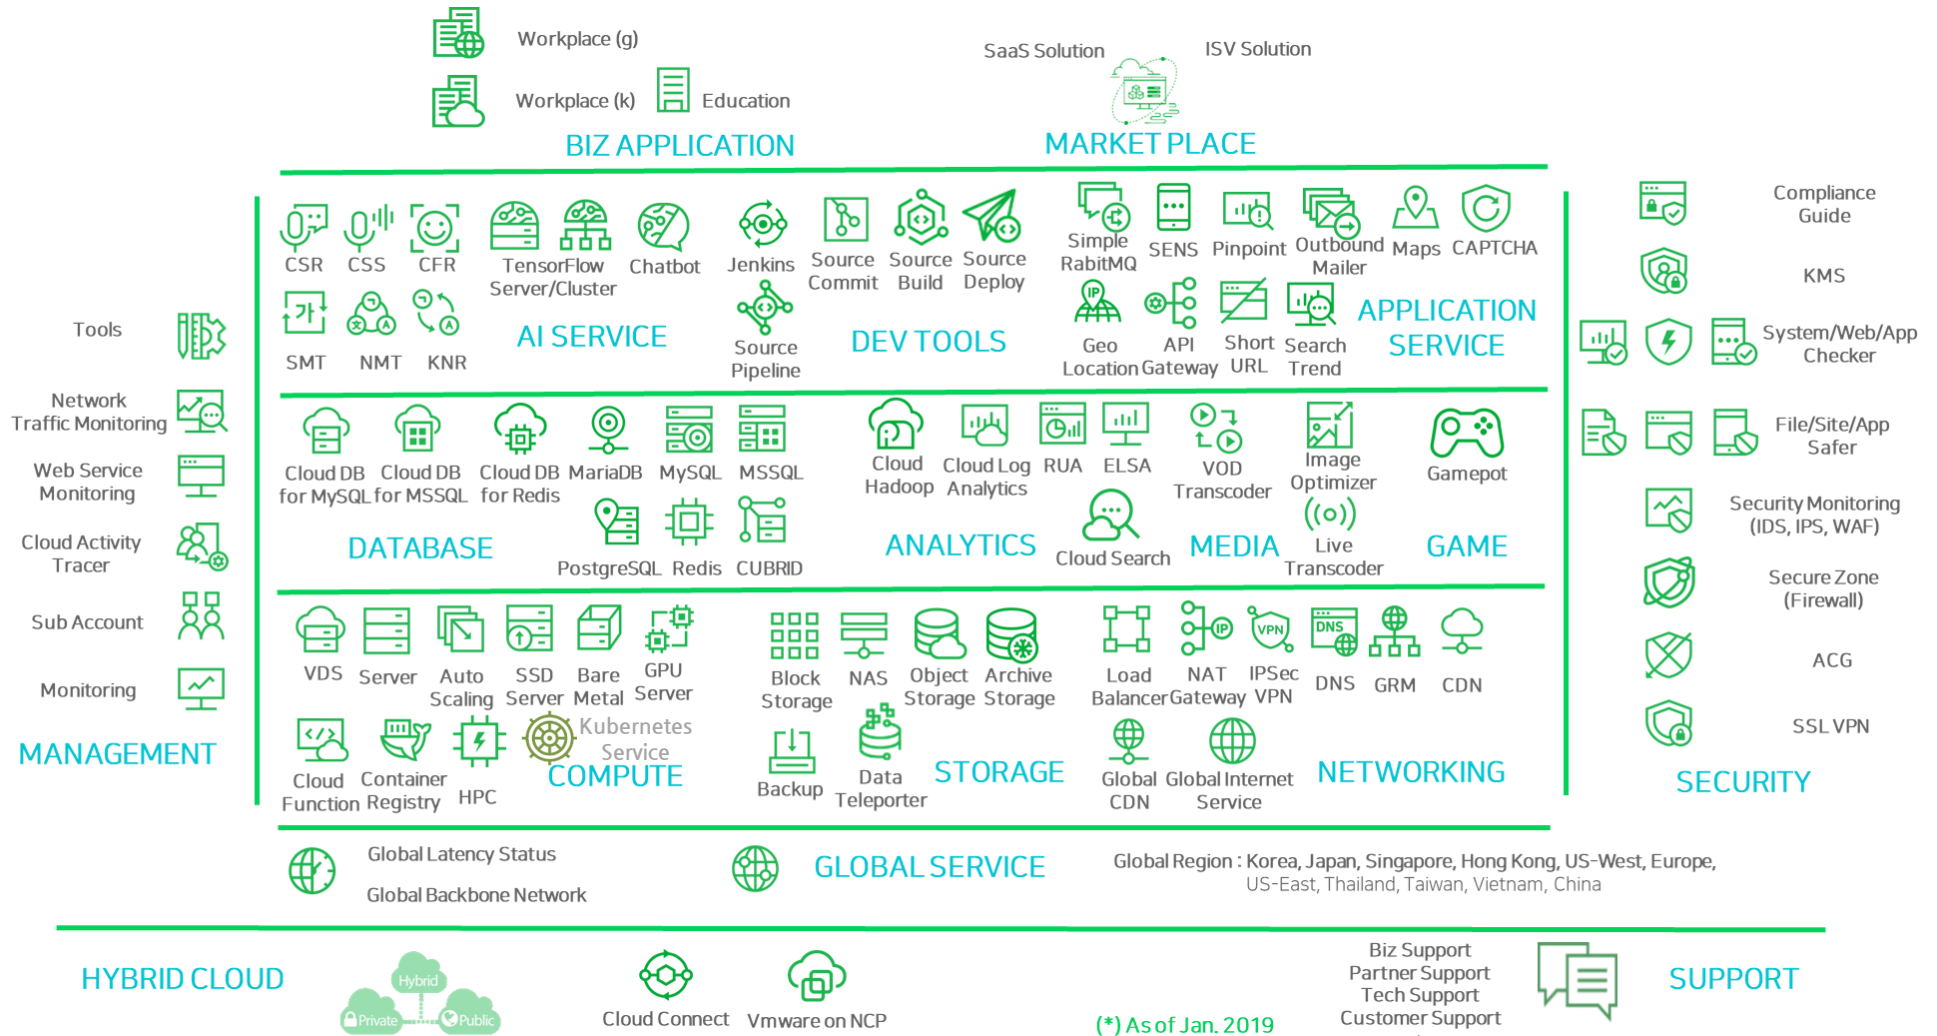 Workplace (g)
Workplace (k)
Education
BIZ APPLICATION
SaaS Solution
ISV Solution
MARKET PLACE
Tools
Network
Traffic Monitoring
Web Service
Monitoring
Cloud Activity
Tracer
Sub Account
Monitoring
MANAGEMENT
CSR
CSS
CFR
TensorFlow
Server/Cluster
Chatbot
SMT
NMT
KNR
가
AI SERVICE
Jenkins
Source
Commit
Source
Build
Source
Deploy
Source
Pipeline
DEV TOOLS
Simple
RabitMQ
SENS
Pinpoint
Outbound
Mailer
Maps
CAPTCHA
IP
Geo
Location
API
Gateway
Short
URL
Search
Trend
APPLICATION
SERVICE
Cloud DB
for MySQL
Cloud DB
for MSSQL
Cloud DB
for Redis
MariaDB
MySQL
MSSQL
DATABASE
PostgreSQL
Redis
CUBRID
Cloud
Hadoop
Cloud Log
Analytics
RUA
ELSA
ANALYTICS
Cloud Search
VOD
Transcoder
Image
Optimizer
MEDIA
Live
Transcoder
Gamepot
GAME
VDS
Server
Auto
Scaling
SSD
Server
Bare
Metal
GPU
Server
Cloud
Function
Container
Registry
HPC
Kubernetes
Service
COMPUTE
Block
Storage
NAS
Object
Storage
Archive
Storage
Backup
Data
Teleporter
STORAGE
Load
Balancer
IP
NAT
Gateway
VPN
IPSec
VPN
DNS
DNS
GRM
CDN
Global
CDN
Global Internet
Service
NETWORKING
Compliance
Guide
KMS
System/Web/App
Checker
File/Site/App
Safer
Security Monitoring
(IDS, IPS, WAF)
Secure Zone
(Firewall)
ACG
SSL VPN
SECURITY
Global Latency Status
Global Backbone Network
GLOBAL SERVICE
Global Region : Korea, Japan, Singapore, Hong Kong, US-West, Europe,
US-East, Thailand, Taiwan, Vietnam, China
HYBRID CLOUD
Hybrid
Private
Public
Cloud Connect
Vmware on NCP
(*) As of Jan. 2019
Biz Support
Partner Support
Tech Support
Customer Support
SUPPORT